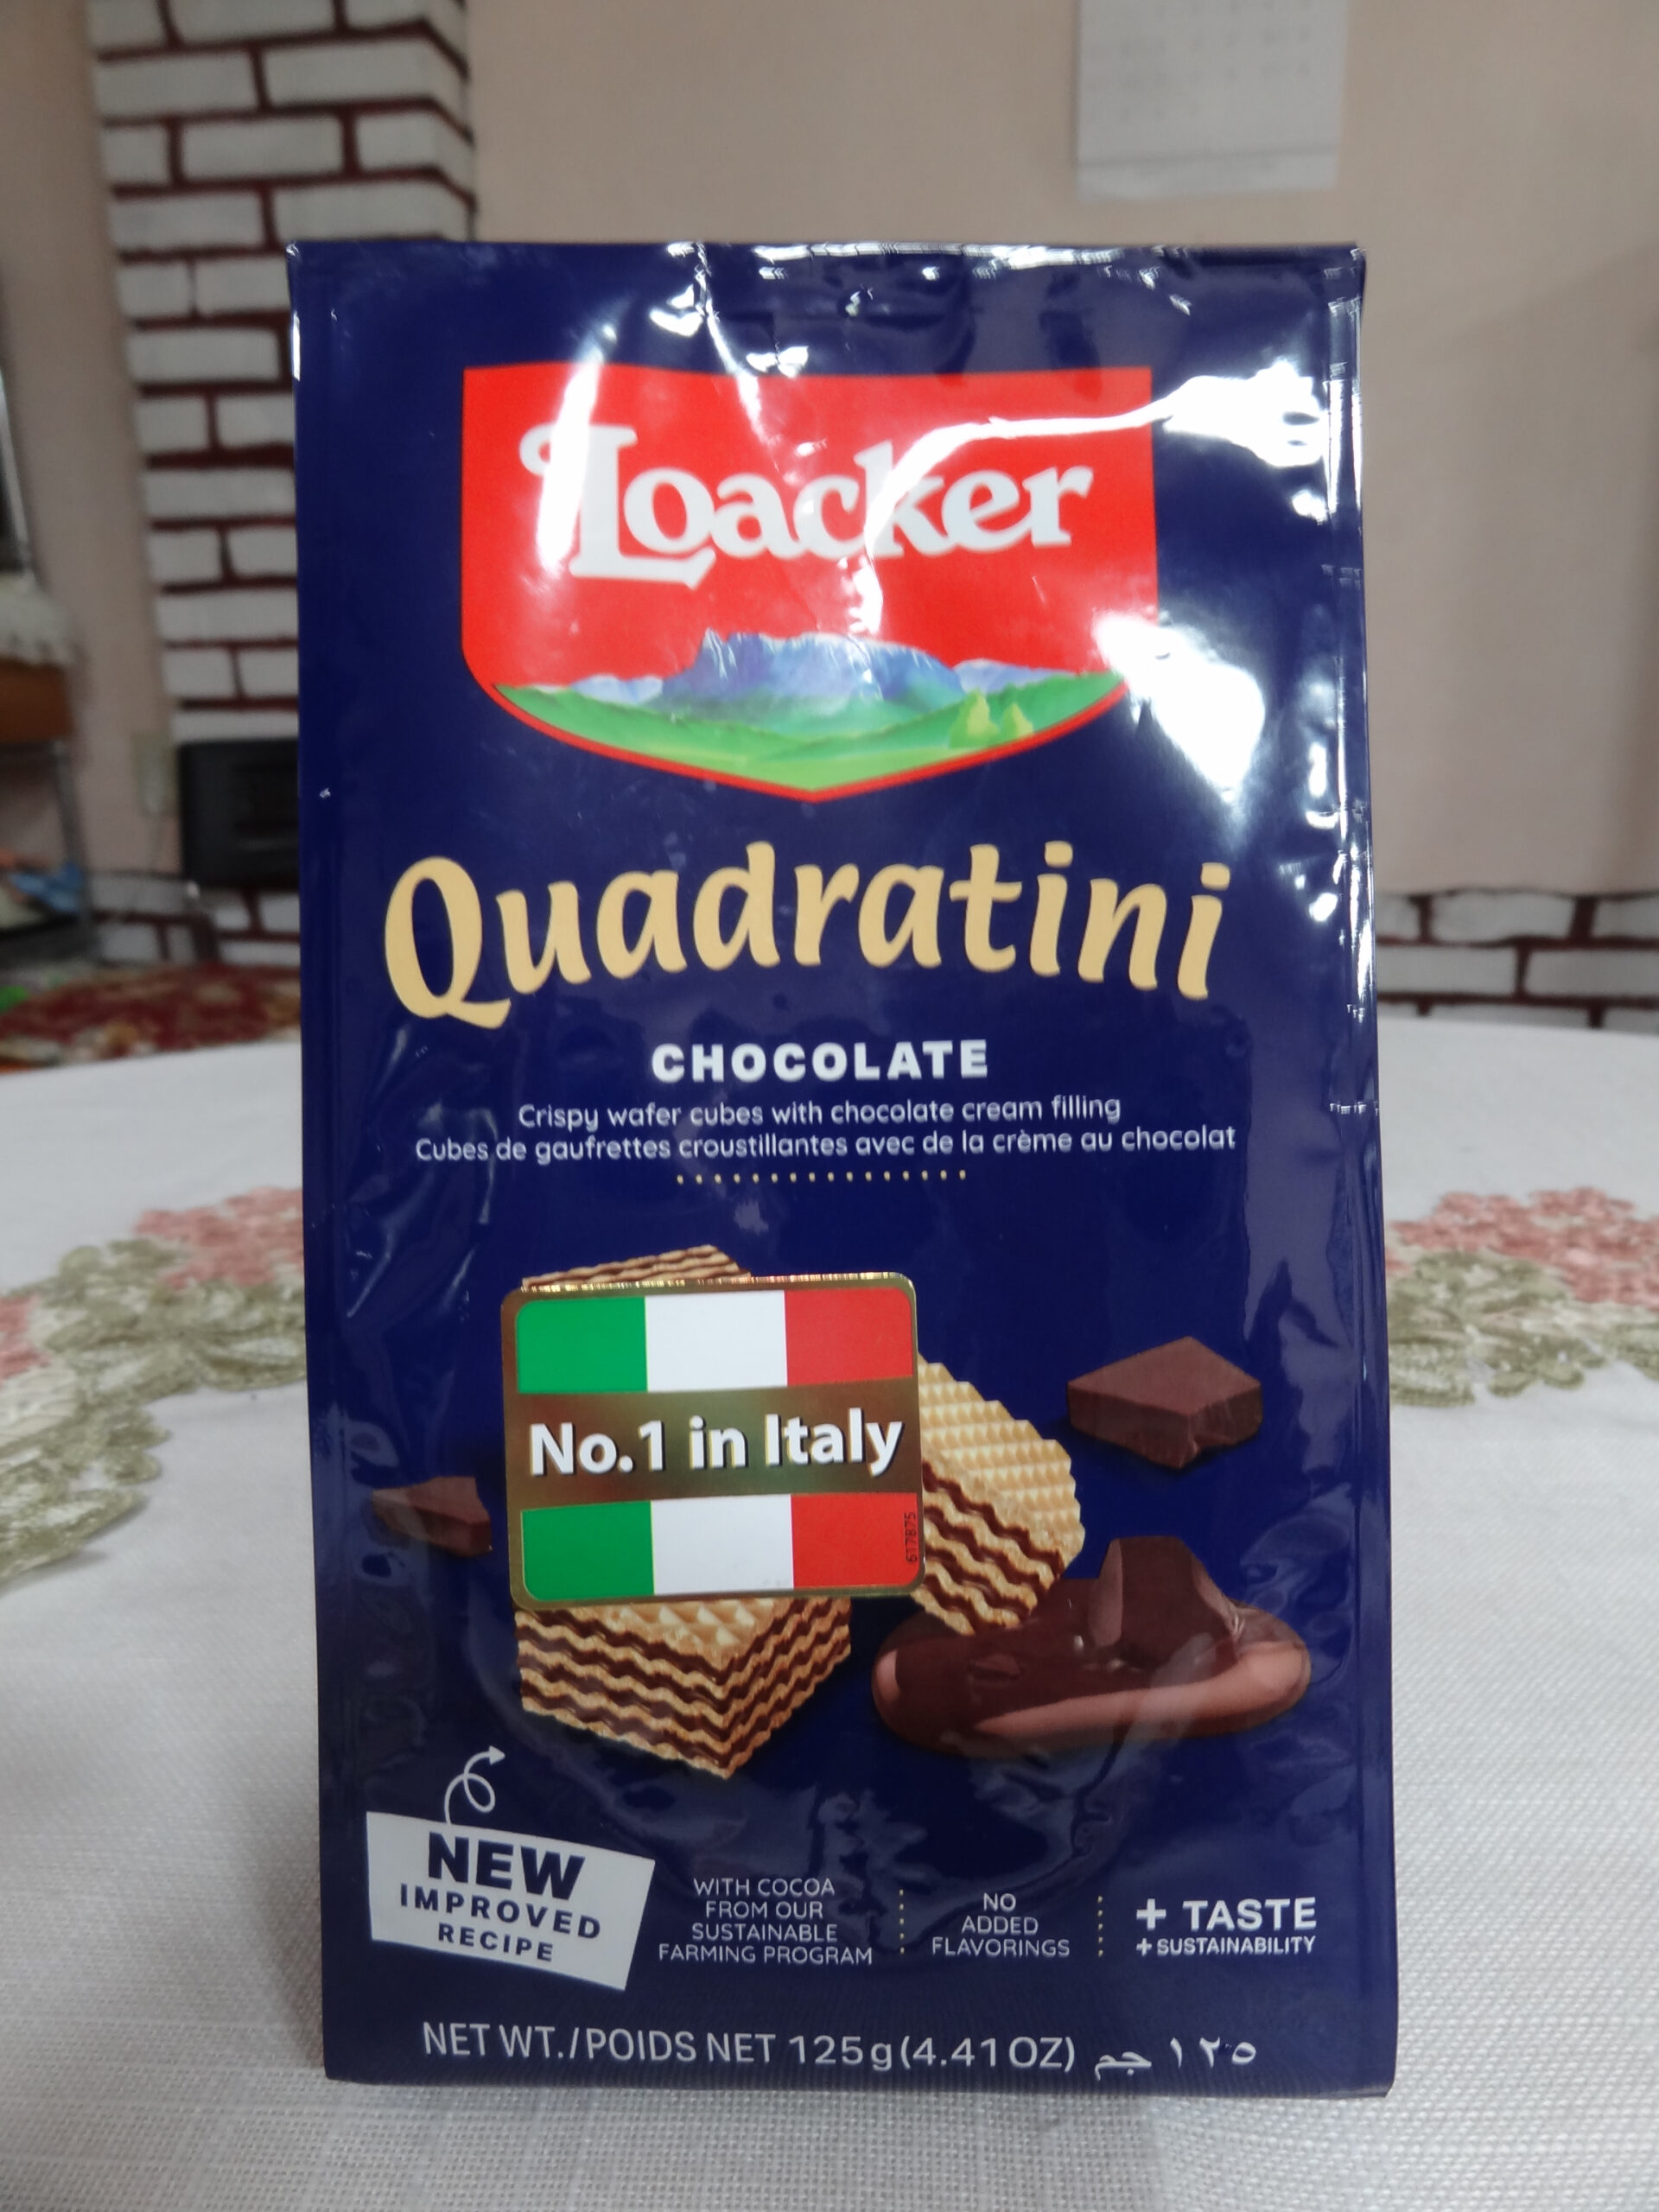 Loacker
Quadratini
CHOCOLATE
Crispy wafer cubes with chocolate cream filling
Cubes de gaufrettes croustillantes avec de la crème au chocolat
No.1 in Italy
617875
NEW
IMPROVED
RECIPE
WITH COCOA
FROM OUR
SUSTAINABLE
FARMING PROGRAM
NO
ADDED
FLAVORINGS
+ TASTE
+ SUSTAINABILITY
NET WT./POIDS NET 125g (4.41 OZ) ١٢٥ جم